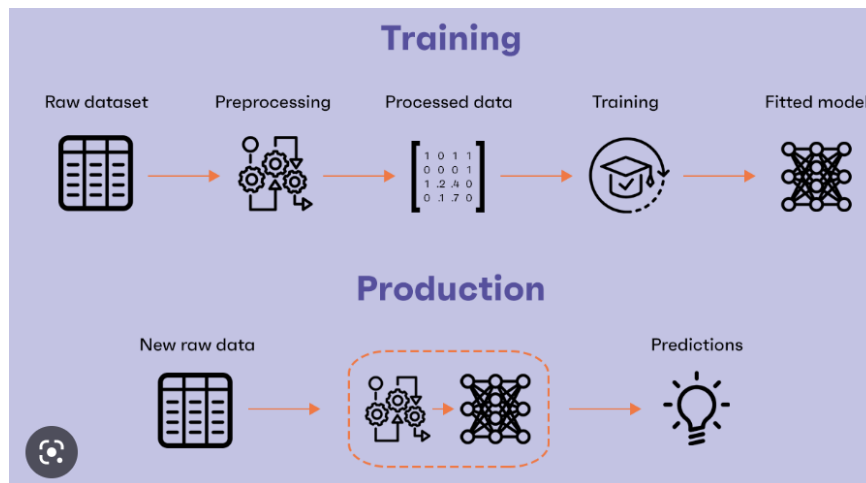 Training
Raw dataset Preprocessing Processed data Training Fitted model
1 0 1 1
0 0 0 1
1 .2 .4 0
0 .1 .7 0
Production
New raw data Predictions